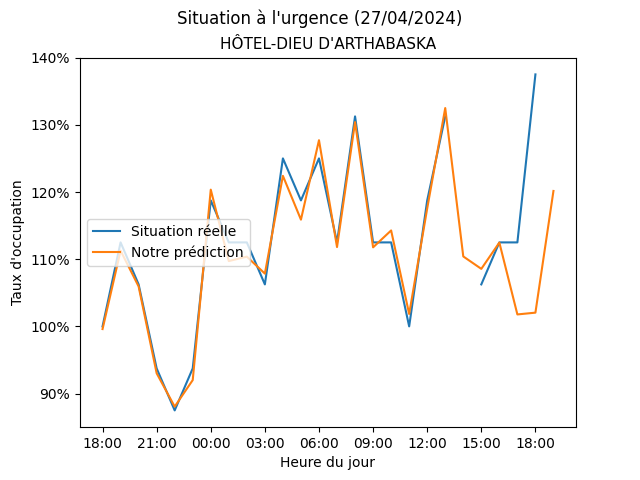 Situation à l'urgence (27/04/2024)
HÔTEL-DIEU D'ARTHABASKA
140%
130%
120%
110%
100%
90%
Taux d'occupation
Situation réelle
Notre prédiction
18:00 21:00 00:00 03:00 06:00 09:00 12:00 15:00 18:00
Heure du jour